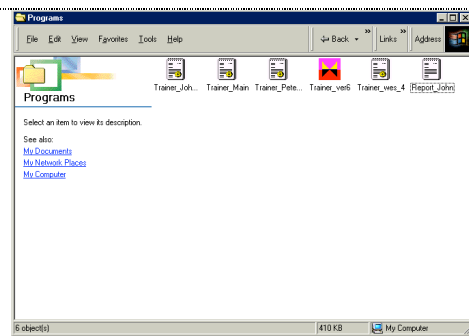 Programs
File Edit View Favorites Tools Help Back » Links » Address
Trainer_Joh... Trainer_Main Trainer_Pete... Trainer_ver6 Trainer_wes_4 Report_John
Programs
Select an item to view its description.
See also:
My Documents
My Network Places
My Computer
6 object(s) 410 KB My Computer